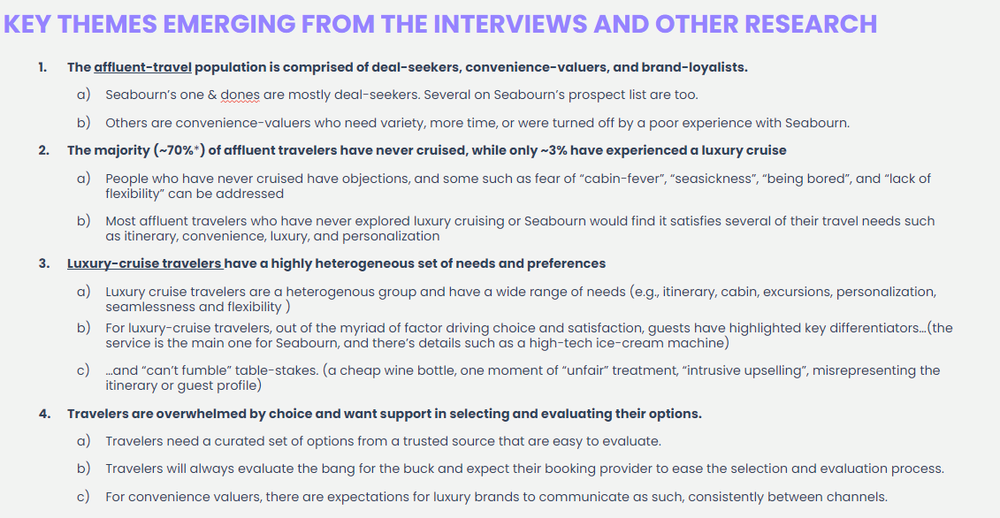 KEY THEMES EMERGING FROM THE INTERVIEWS AND OTHER RESEARCH
1. The affluent-travel population is comprised of deal-seekers, convenience-valuers, and brand-loyalists.
a) Seabourn's one & dones are mostly deal-seekers. Several on Seabourn's prospect list are too.
b) Others are convenience-valuers who need variety, more time, or were turned off by a poor experience with Seabourn.
2. The majority (~70%*) of affluent travelers have never cruised, while only ~3% have experienced a luxury cruise
a) People who have never cruised have objections, and some such as fear of “cabin-fever”, “seasickness”, “being bored”, and “lack of
flexibility” can be addressed
b) Most affluent travelers who have never explored luxury cruising or Seabourn would find it satisfies several of their travel needs such
as itinerary, convenience, luxury, and personalization
3. Luxury-cruise travelers have a highly heterogeneous set of needs and preferences
a) Luxury cruise travelers are a heterogenous group and have a wide range of needs (e.g., itinerary, cabin, excursions, personalization,
seamlessness and flexibility )
b) For luxury-cruise travelers, out of the myriad of factor driving choice and satisfaction, guests have highlighted key differentiators…(the
service is the main one for Seabourn, and there's details such as a high-tech ice-cream machine)
c) …and “can't fumble” table-stakes. (a cheap wine bottle, one moment of “unfair” treatment, “intrusive upselling”, misrepresenting the
itinerary or guest profile)
4. Travelers are overwhelmed by choice and want support in selecting and evaluating their options.
a) Travelers need a curated set of options from a trusted source that are easy to evaluate.
b) Travelers will always evaluate the bang for the buck and expect their booking provider to ease the selection and evaluation process.
c) For convenience valuers, there are expectations for luxury brands to communicate as such, consistently between channels.